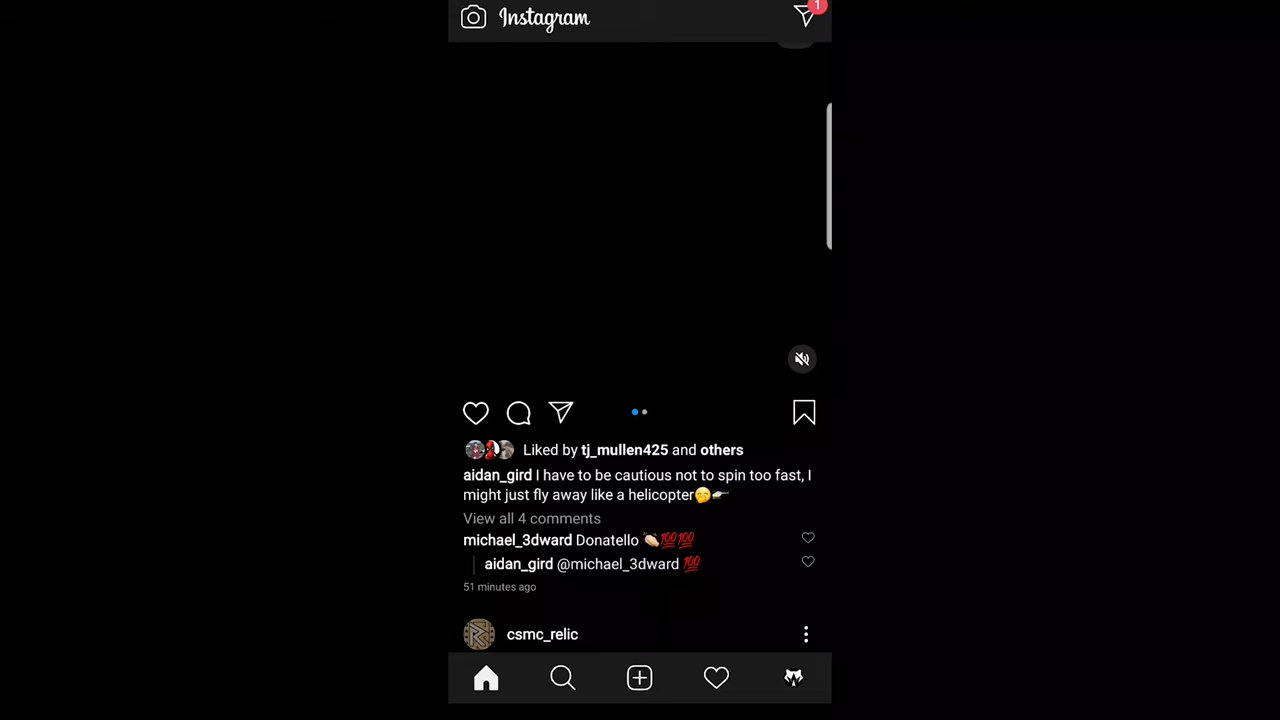 Instagram
1
Liked by tj_mullen425 and others
aidan_gird I have to be cautious not to spin too fast, I
might just fly away like a helicopter🤭🚁
View all 4 comments
michael_3dward Donatello 👏🏻💯💯
aidan_gird @michael_3dward 💯
51 minutes ago
csmc_relic